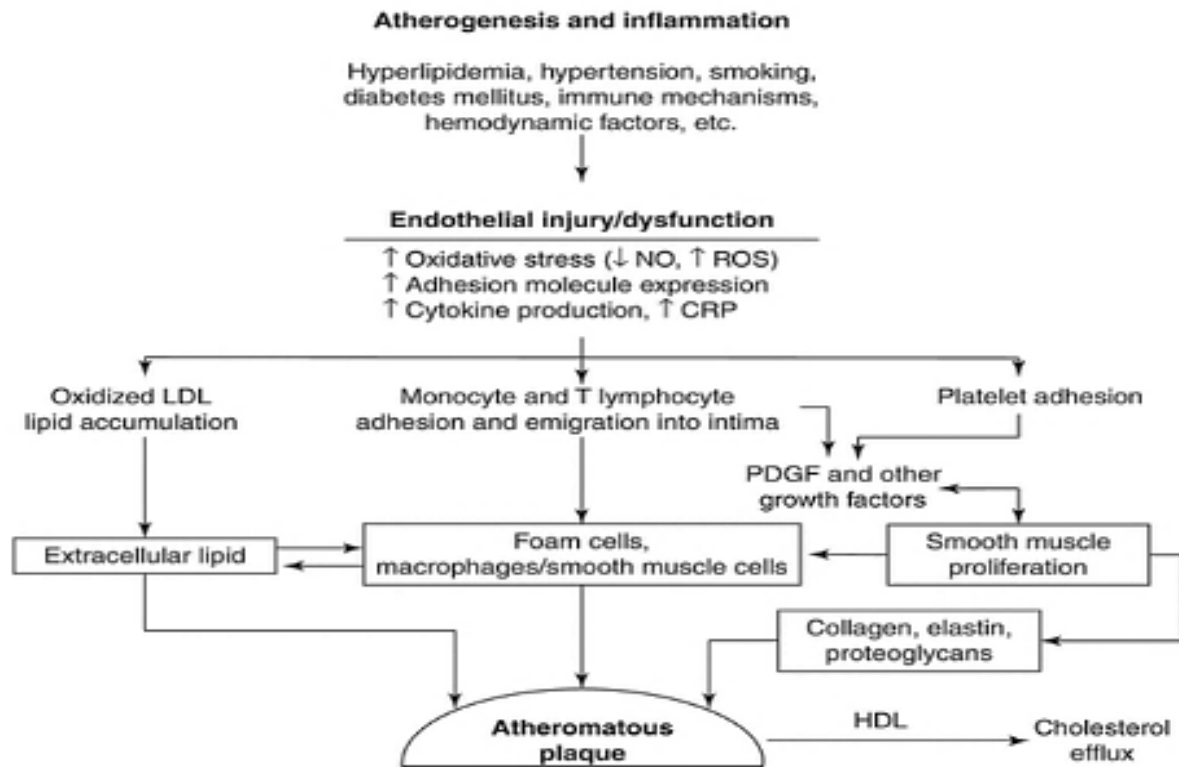 Atherogenesis and inflammation
Hyperlipidemia, hypertension, smoking,
diabetes mellitus, immune mechanisms,
hemodynamic factors, etc.
Endothelial injury/dysfunction
↑ Oxidative stress (↓ NO, ↑ ROS)
↑ Adhesion molecule expression
↑ Cytokine production, ↑ CRP
Oxidized LDL
lipid accumulation
Monocyte and T lymphocyte
adhesion and emigration into intima
Platelet adhesion
PDGF and other
growth factors
Extracellular lipid
Foam cells,
macrophages/smooth muscle cells
Smooth muscle
proliferation
Collagen, elastin,
proteoglycans
Atheromatous
plaque
HDL
Cholesterol
efflux